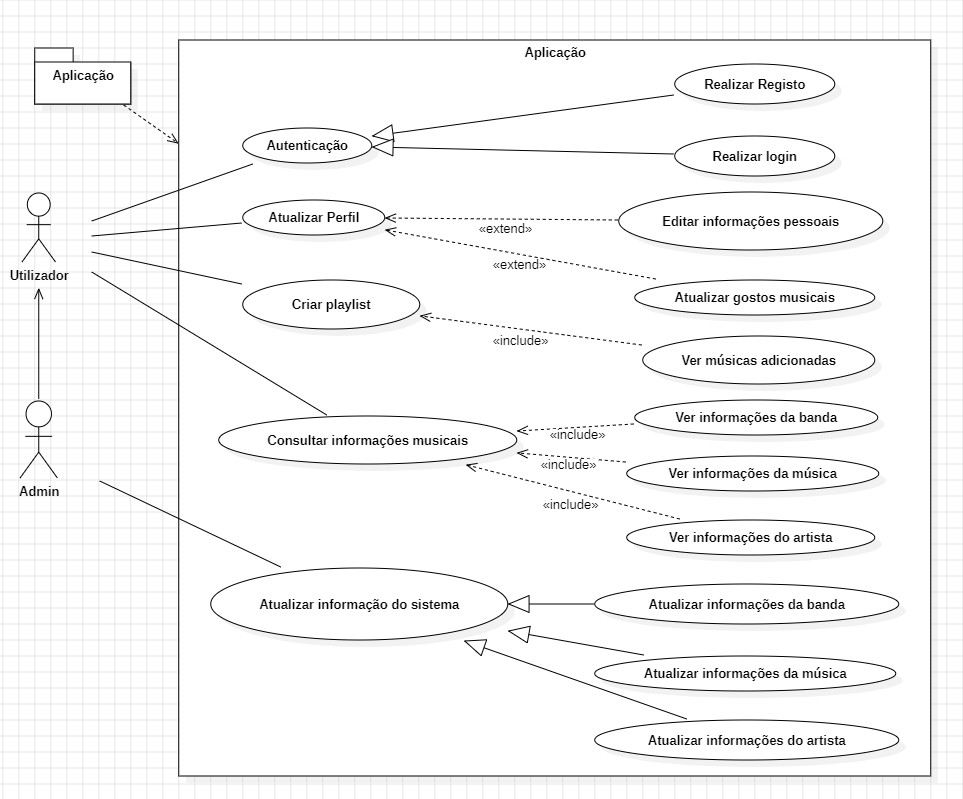 Aplicação
Aplicação
Realizar Registo
Autenticação
Realizar login
Atualizar Perfil
«extend»
Editar informações pessoais
Utilizador
«extend»
Atualizar gostos musicais
Criar playlist
«include»
Ver músicas adicionadas
Ver informações da banda
«include»
Consultar informações musicais
«include»
Ver informações da música
Admin
«include»
Ver informações do artista
Atualizar informação do sistema
Atualizar informações da banda
Atualizar informações da música
Atualizar informações do artista